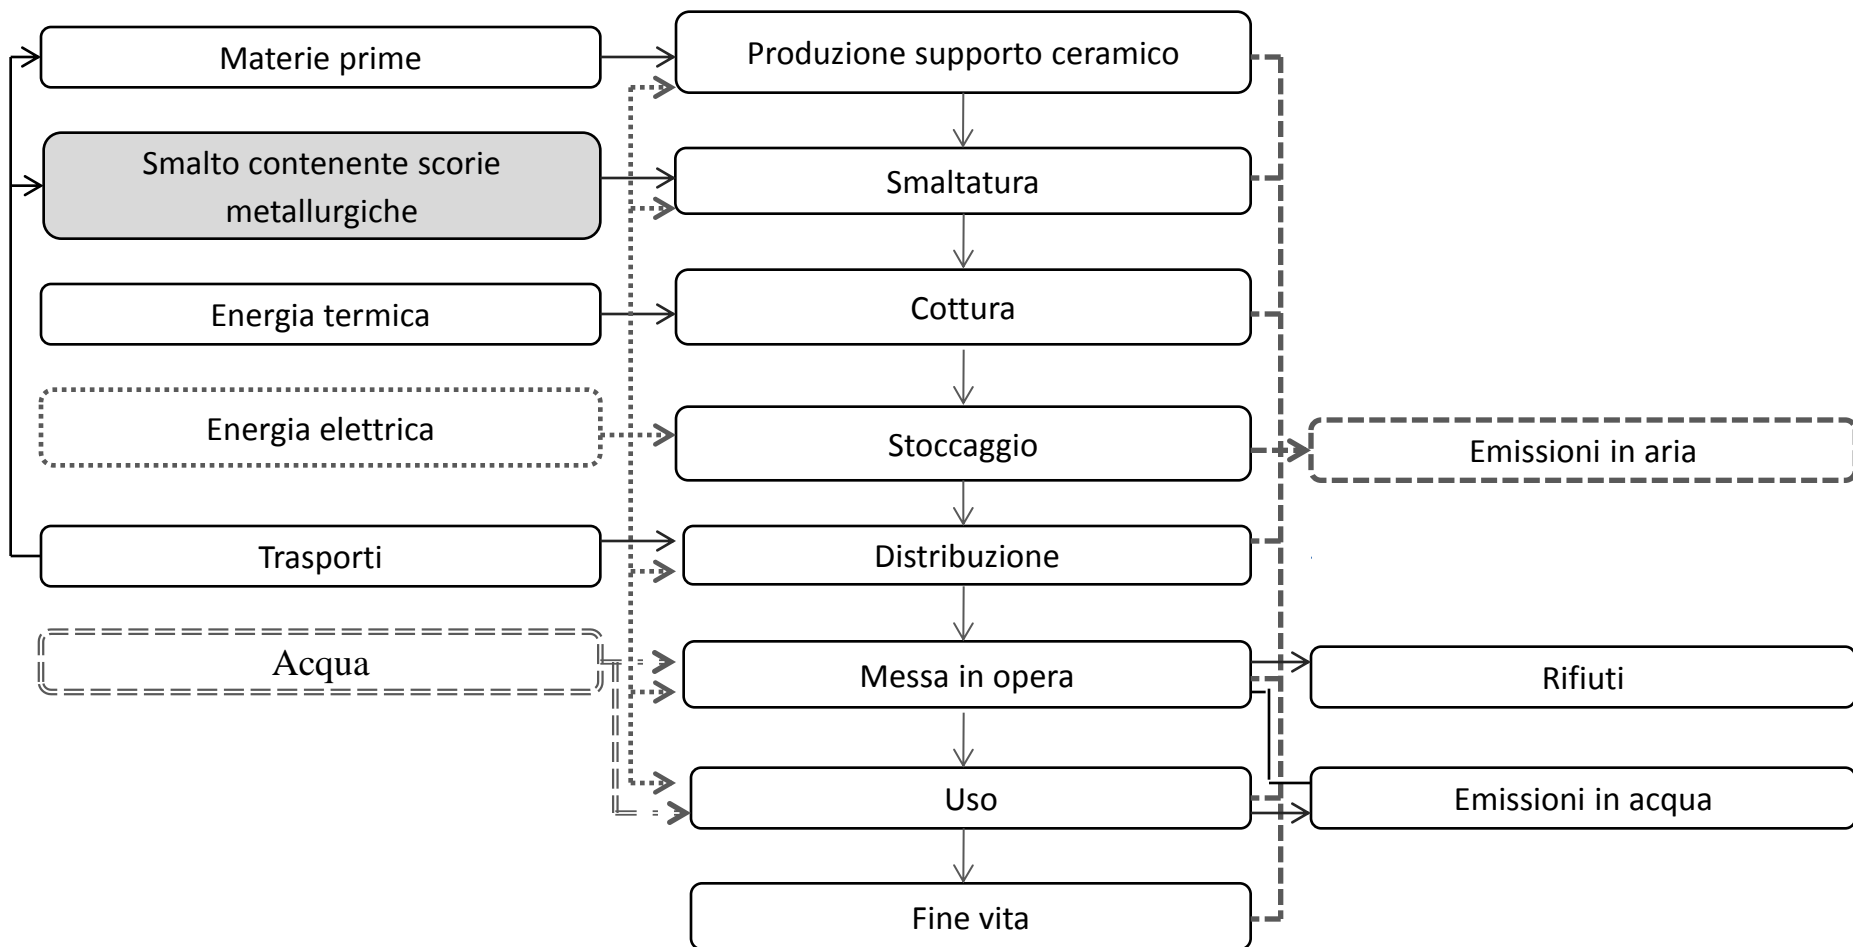 Materie prime
Produzione supporto ceramico
Smalto contenente scorie
metallurgiche
Smaltatura
Energia termica
Cottura
Energia elettrica
Stoccaggio
Emissioni in aria
Trasporti
Distribuzione
Acqua
Messa in opera
Rifiuti
Uso
Emissioni in acqua
Fine vita